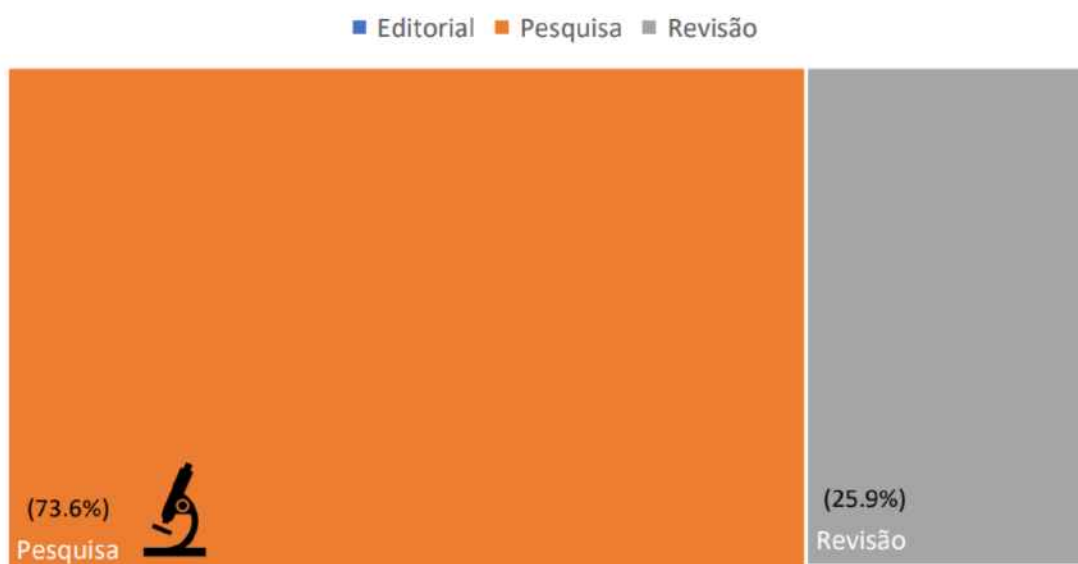 Editorial Pesquisa Revisão
(73.6%)
Pesquisa
(25.9%)
Revisão